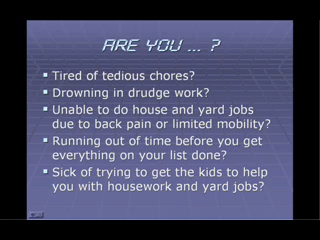 ARE YOU ... ?
Tired of tedious chores?
Drowning in drudge work?
Unable to do house and yard jobs
due to back pain or limited mobility?
Running out of time before you get
everything on your list done?
Sick of trying to get the kids to help
you with housework and yard jobs?